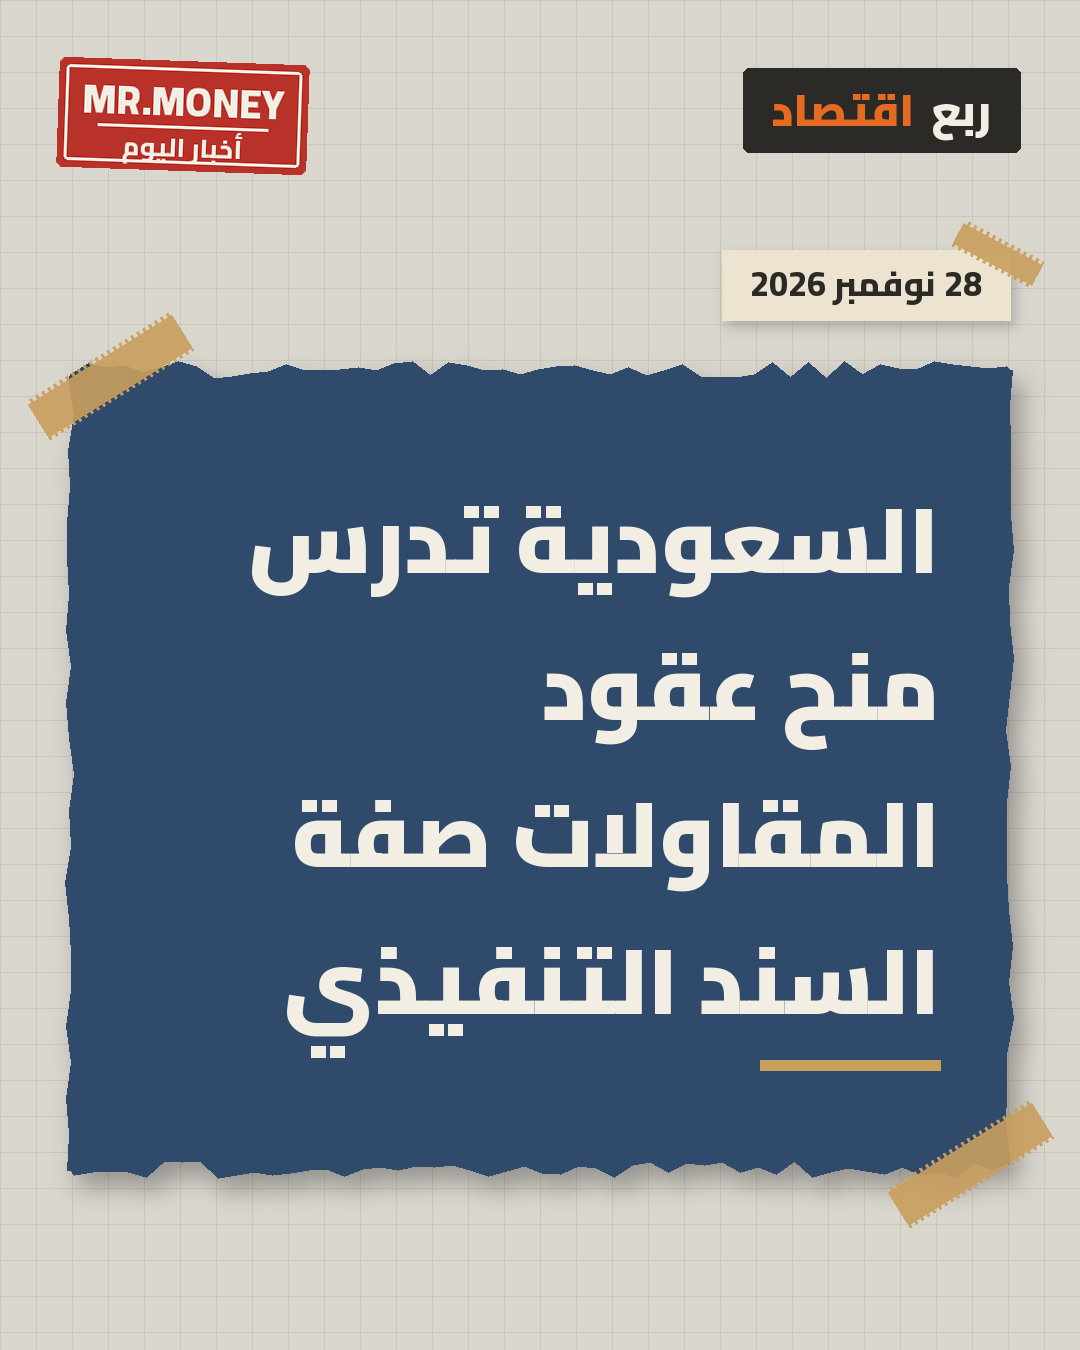 ربع اقتصاد
MR.MONEY
أخبار اليوم
28 نوفمبر 2026
السعودية تدرس
منح عقود
المقاولات صفة
السند التنفيذي